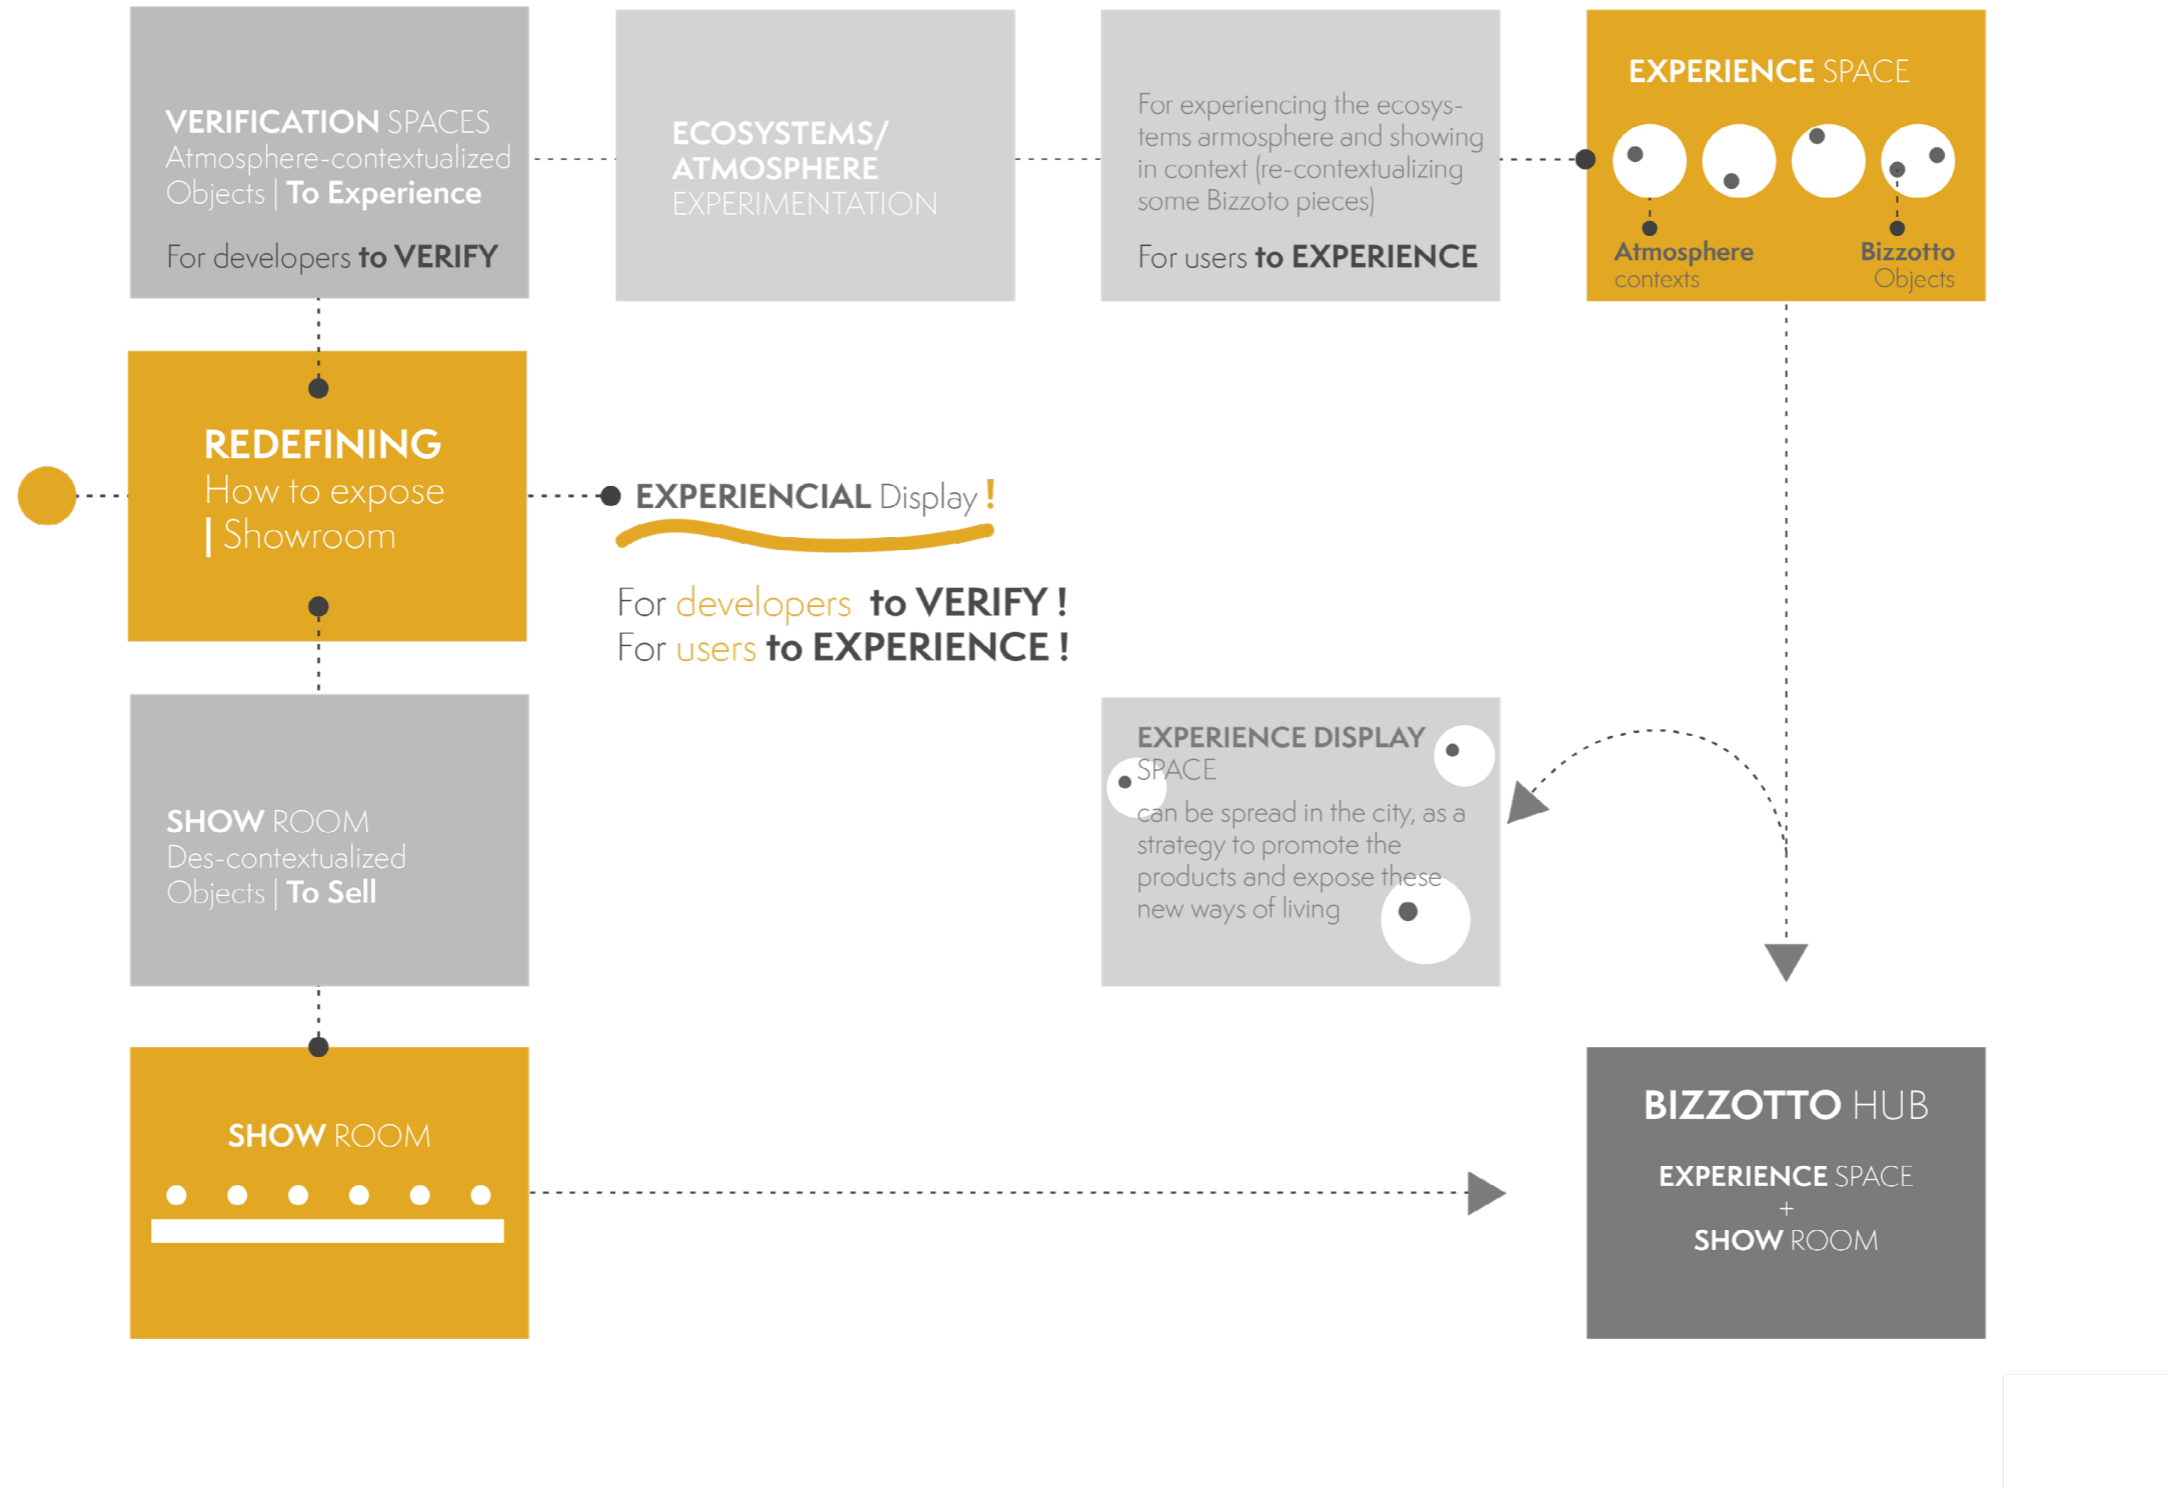 VERIFICATION SPACES
Atmosphere-contextualized
Objects | To Experience
For developers to VERIFY
ECOSYSTEMS/
ATMOSPHERE
EXPERIMENTATION
For experiencing the ecosys-
tems armosphere and showing
in context (re-contextualizing
some Bizzoto pieces)
For users to EXPERIENCE
EXPERIENCE SPACE
Atmosphere
contexts
Bizzotto
Objects
REDEFINING
How to expose
| Showroom
EXPERIENCIAL Display !
For developers to VERIFY !
For users to EXPERIENCE !
SHOW ROOM
Des-contextualized
Objects | To Sell
EXPERIENCE DISPLAY
SPACE
can be spread in the city, as a
strategy to promote the
products and expose these
new ways of living
SHOW ROOM
BIZZOTTO HUB
EXPERIENCE SPACE
+
SHOW ROOM